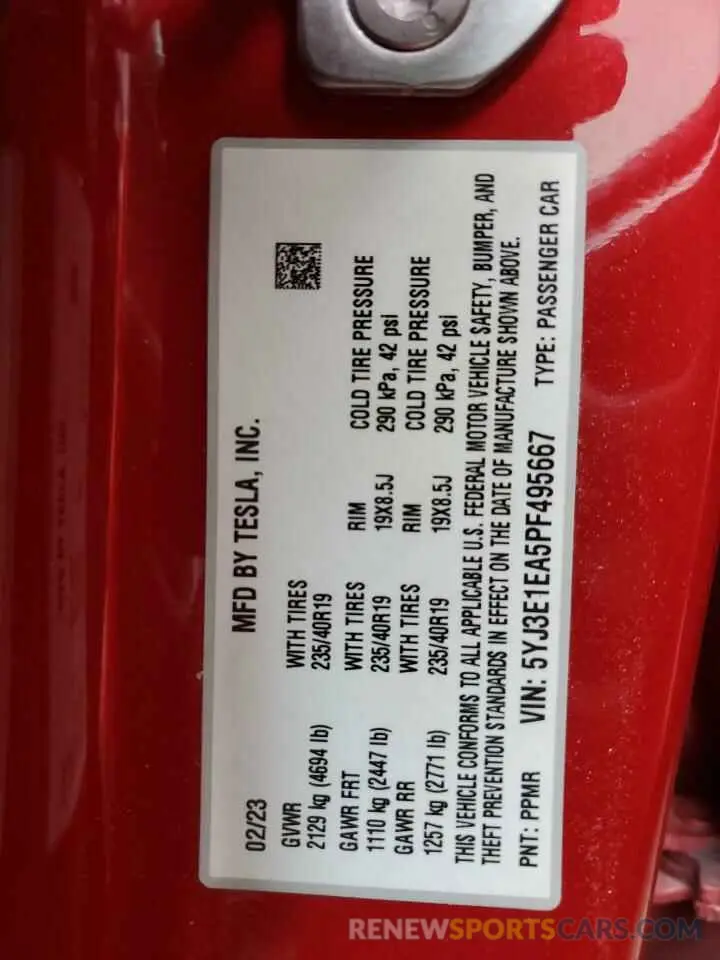 02/23 MFD BY TESLA, INC.
GVWR WITH TIRES
2129 kg (4694 lb) 235/40R19
GAWR FRT WITH TIRES RIM COLD TIRE PRESSURE
1110 kg (2447 lb) 235/40R19 19X8.5J 290 kPa, 42 psi
GAWR RR WITH TIRES RIM COLD TIRE PRESSURE
1257 kg (2771 lb) 235/40R19 19X8.5J 290 kPa, 42 psi
THIS VEHICLE CONFORMS TO ALL APPLICABLE U.S. FEDERAL MOTOR VEHICLE SAFETY, BUMPER, AND
THEFT PREVENTION STANDARDS IN EFFECT ON THE DATE OF MANUFACTURE SHOWN ABOVE.
PNT: PPMR VIN: 5YJ3E1EA5PF495667 TYPE: PASSENGER CAR
RENEWSPORTSCARS.COM